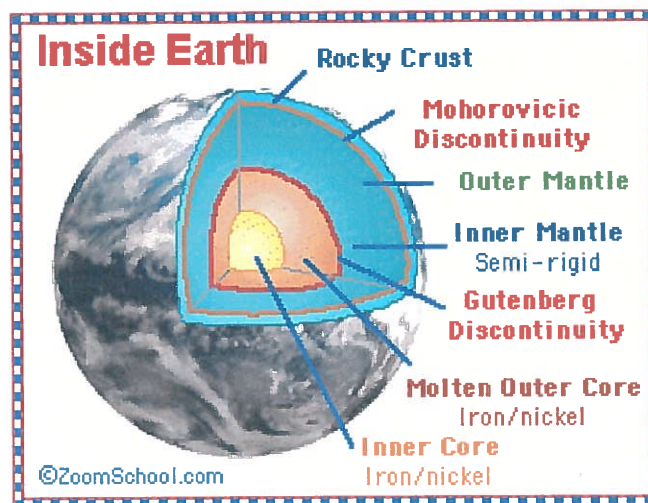 Inside Earth
Rocky Crust
Mohorovicic
Discontinuity
Outer Mantle
Inner Mantle
Semi-rigid
Gutenberg
Discontinuity
Molten Outer Core
Iron/nickel
Inner Core
Iron/nickel
©ZoomSchool.com